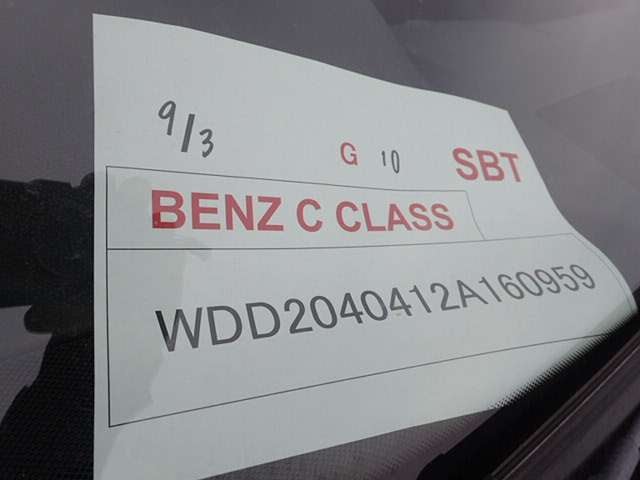 9/3
G 10 SBT
BENZ C CLASS
WDD2040412A160959